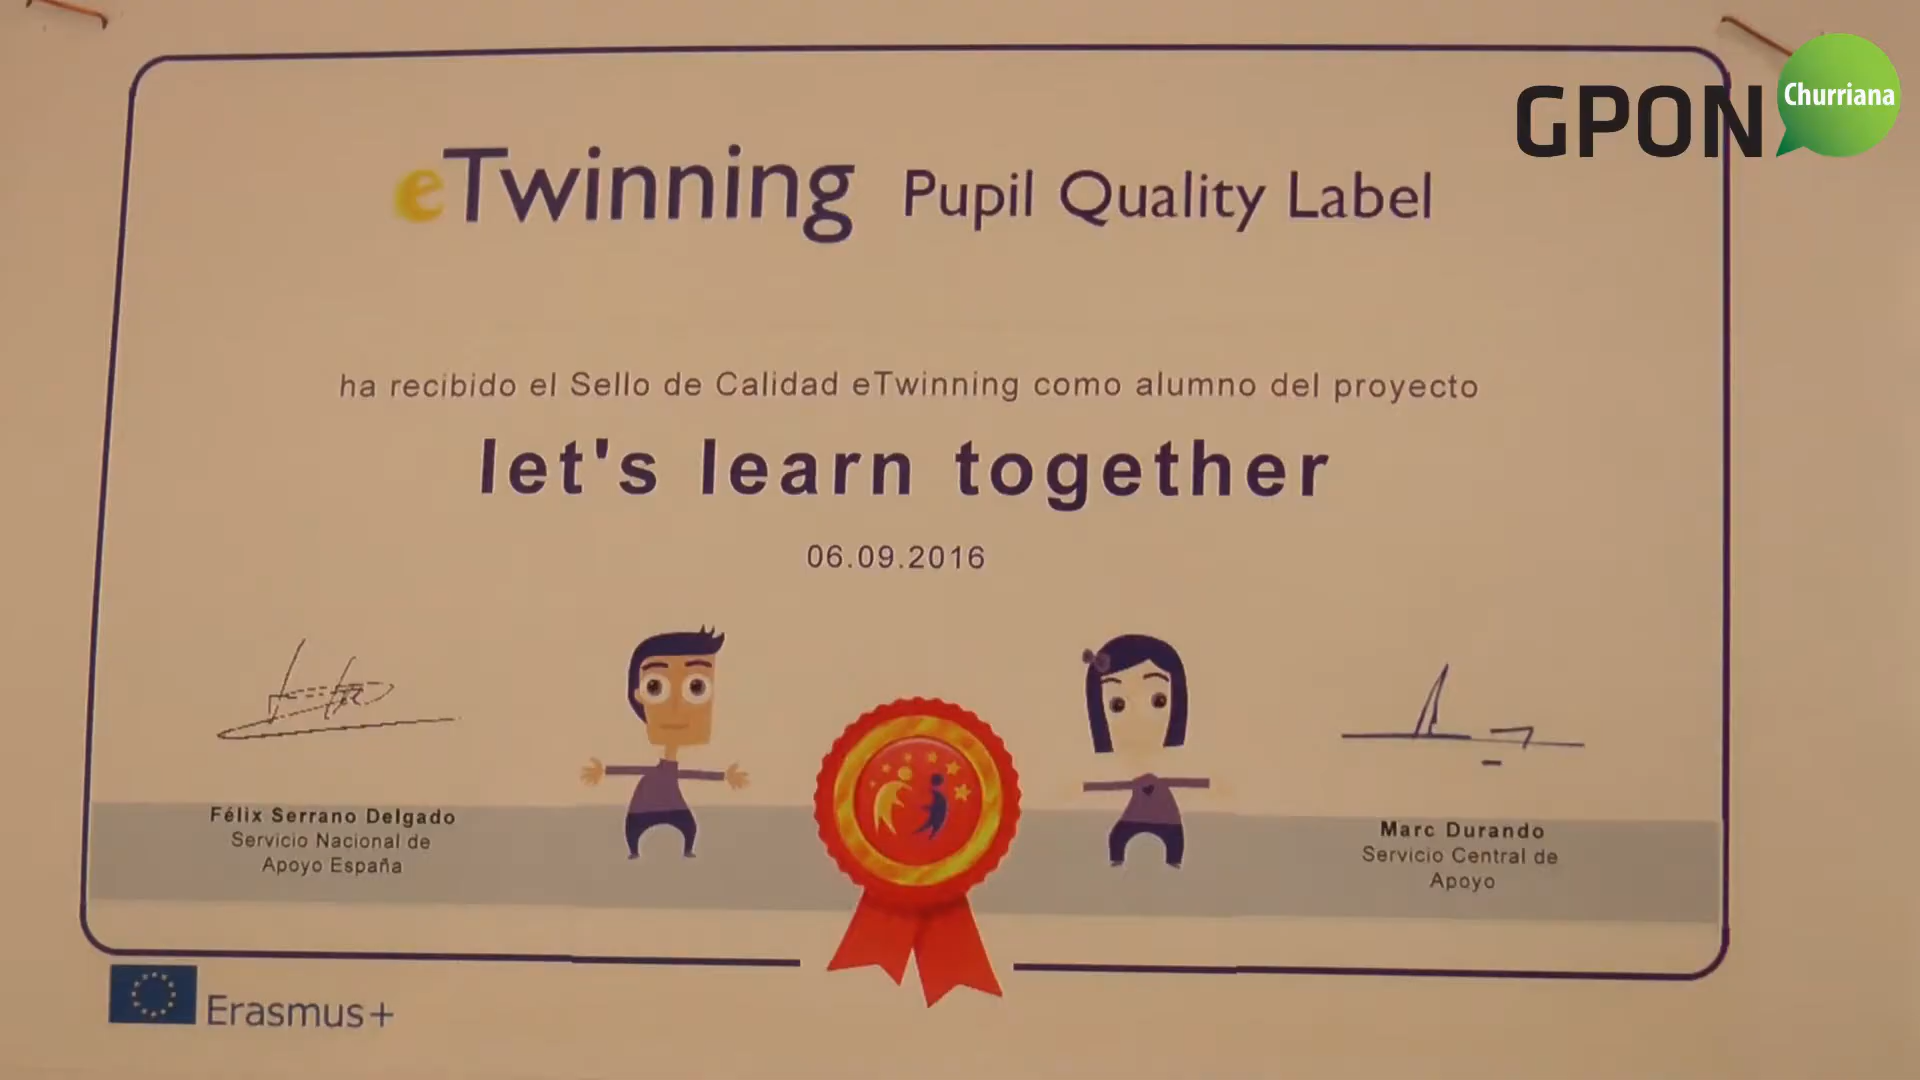 GPON Churriana
eTwinning Pupil Quality Label
ha recibido el Sello de Calidad eTwinning como alumno del proyecto
let's learn together
06.09.2016
Félix Serrano Delgado
Servicio Nacional de
Apoyo España
Marc Durando
Servicio Central de
Apoyo
Erasmus+